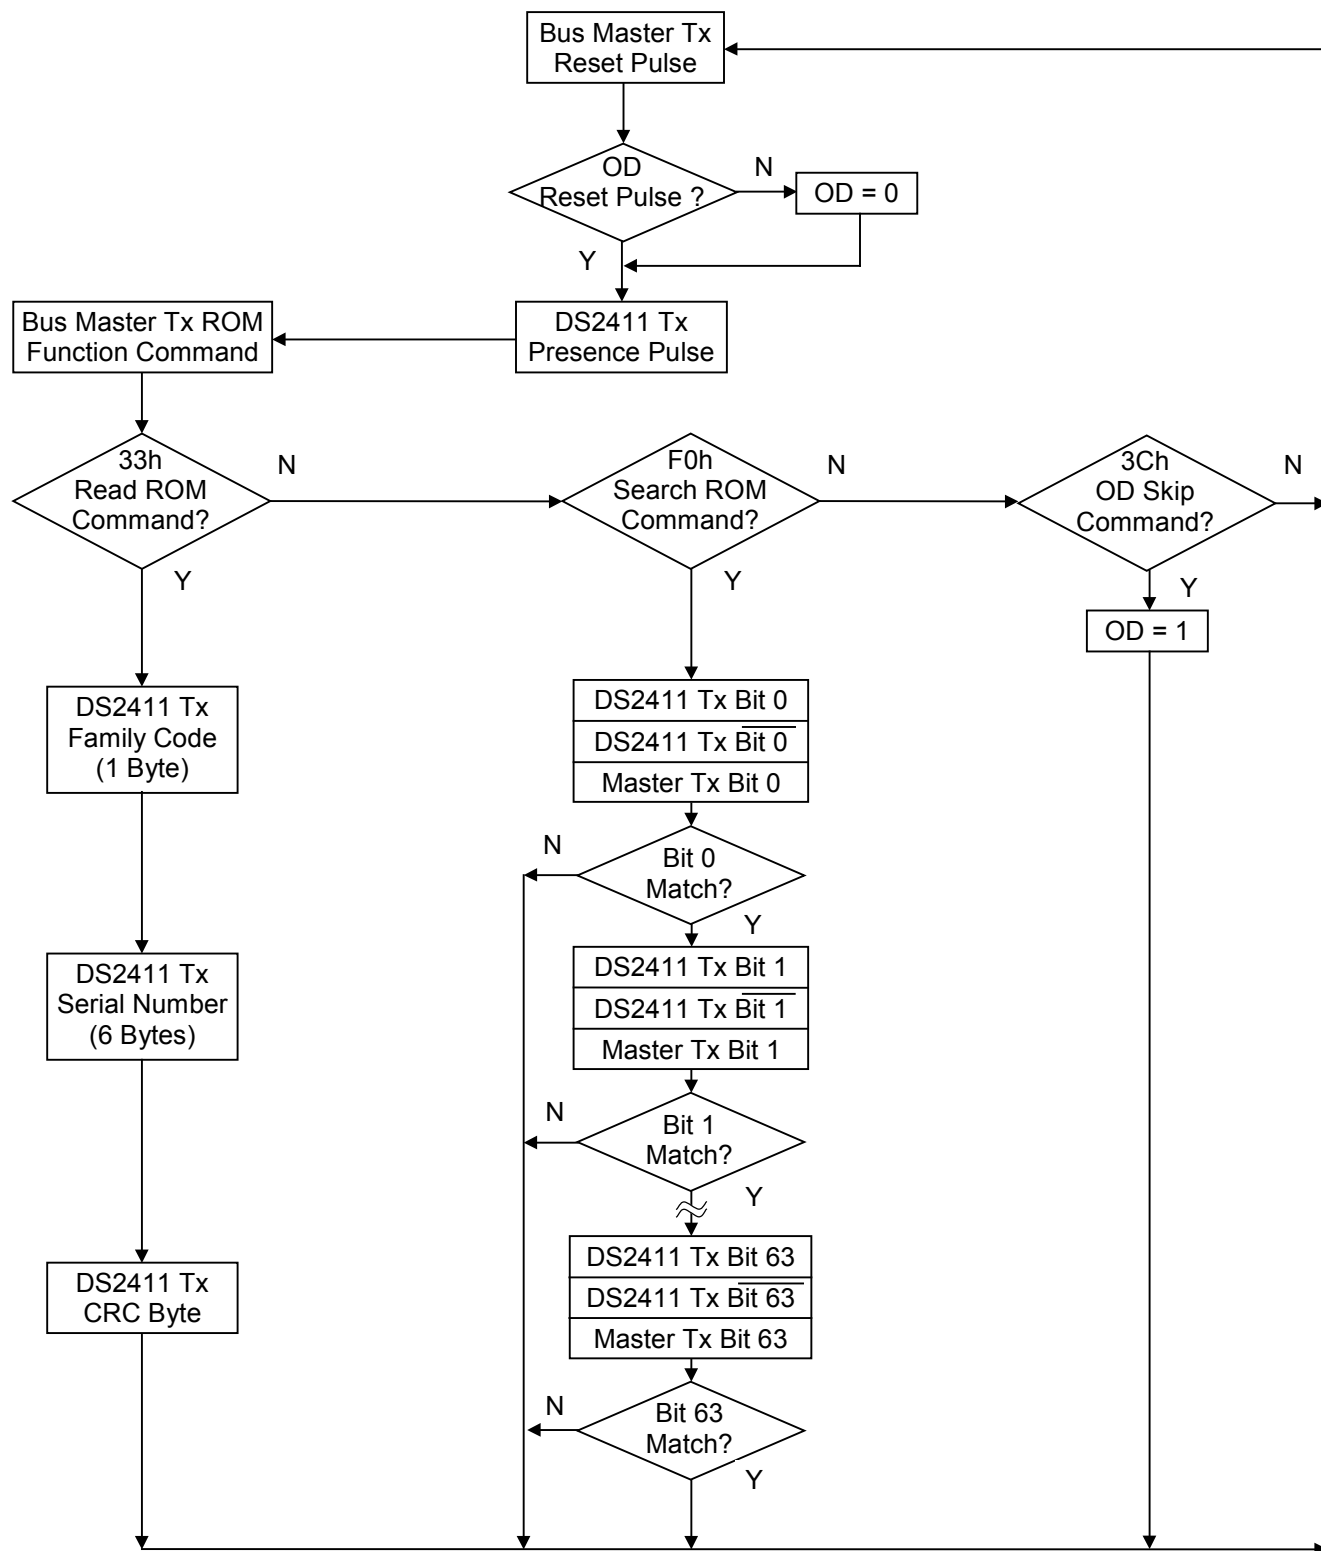 Bus Master Tx
Reset Pulse
OD
Reset Pulse ?
N
OD = 0
Y
Bus Master Tx ROM
Function Command
DS2411 Tx
Presence Pulse
33h
Read ROM
Command?
N
Y
F0h
Search ROM
Command?
N
Y
3Ch
OD Skip
Command?
N
Y
OD = 1
DS2411 Tx
Family Code
(1 Byte)
DS2411 Tx
Serial Number
(6 Bytes)
DS2411 Tx
CRC Byte
DS2411 Tx Bit 0
DS2411 Tx B̅i̅t̅ ̅0̅
Master Tx Bit 0
Bit 0
Match?
N
Y
DS2411 Tx Bit 1
DS2411 Tx B̅i̅t̅ ̅1̅
Master Tx Bit 1
Bit 1
Match?
N
Y
DS2411 Tx Bit 63
DS2411 Tx B̅i̅t̅ ̅6̅3̅
Master Tx Bit 63
Bit 63
Match?
N
Y